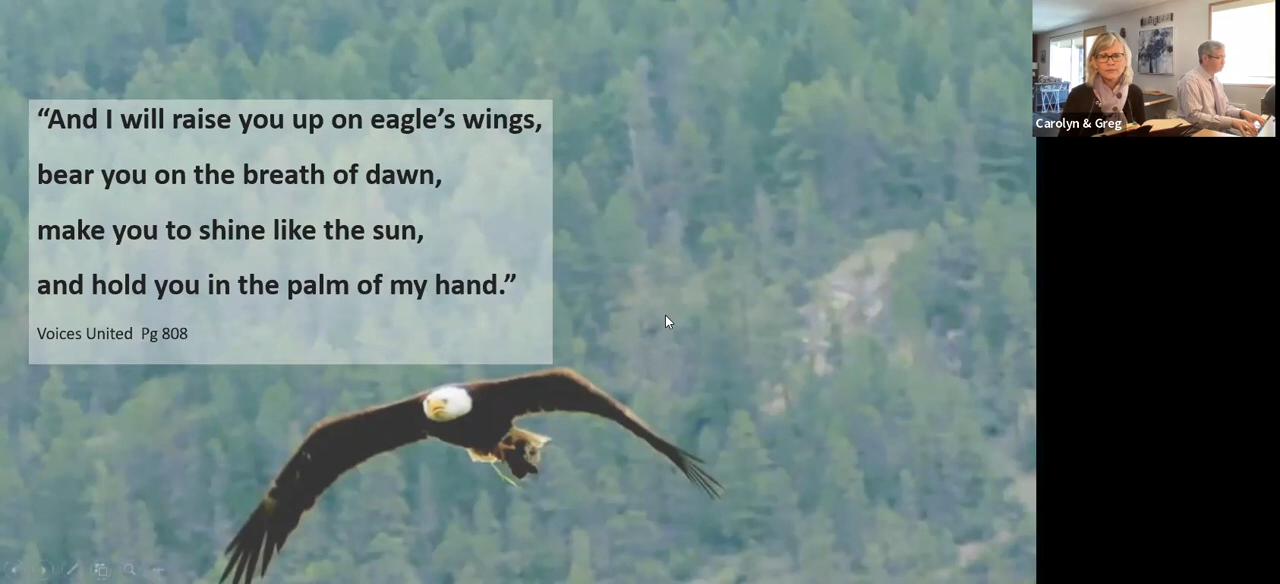 “And I will raise you up on eagle’s wings,
bear you on the breath of dawn,
make you to shine like the sun,
and hold you in the palm of my hand.”
Voices United  Pg 808
Carolyn & Greg